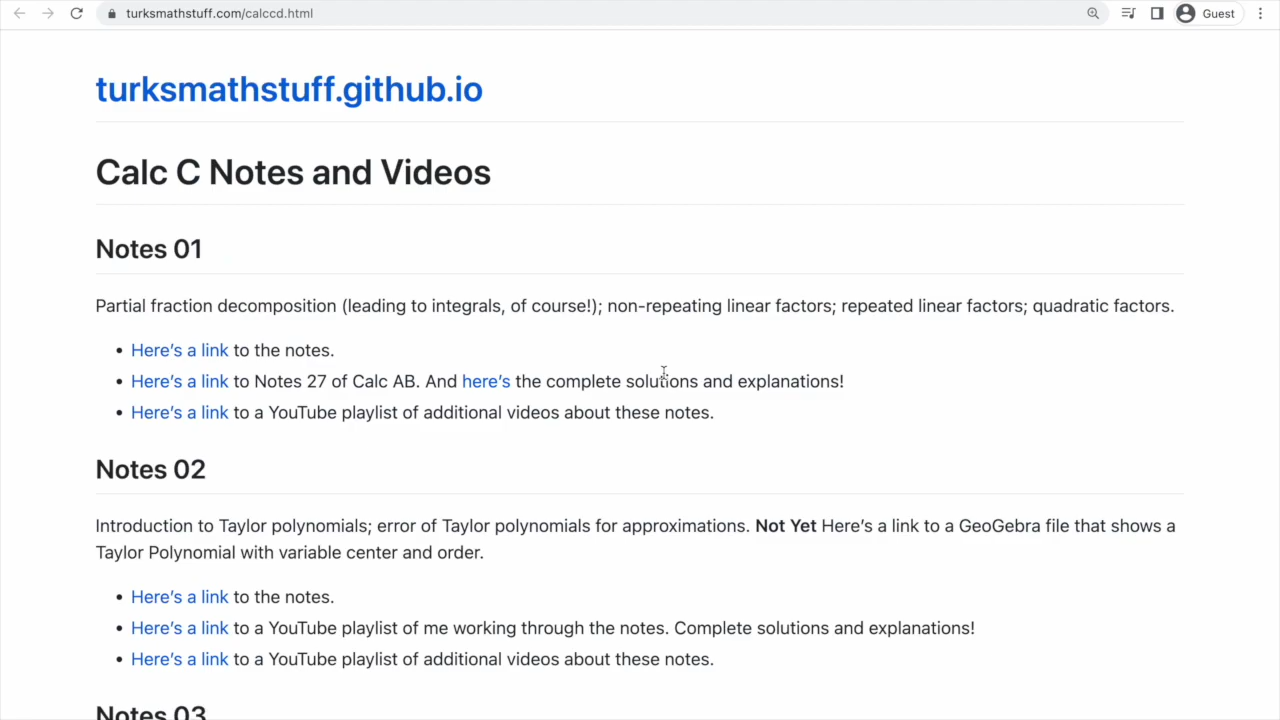 turksmathstuff.com/calccd.html
Guest
turksmathstuff.github.io
Calc C Notes and Videos
Notes 01
Partial fraction decomposition (leading to integrals, of course!); non-repeating linear factors; repeated linear factors; quadratic factors.
• Here's a link to the notes.
• Here's a link to Notes 27 of Calc AB. And here's the complete solutions and explanations!
• Here's a link to a YouTube playlist of additional videos about these notes.
Notes 02
Introduction to Taylor polynomials; error of Taylor polynomials for approximations. Not Yet Here's a link to a GeoGebra file that shows a
Taylor Polynomial with variable center and order.
• Here's a link to the notes.
• Here's a link to a YouTube playlist of me working through the notes. Complete solutions and explanations!
• Here's a link to a YouTube playlist of additional videos about these notes.
Notes 03